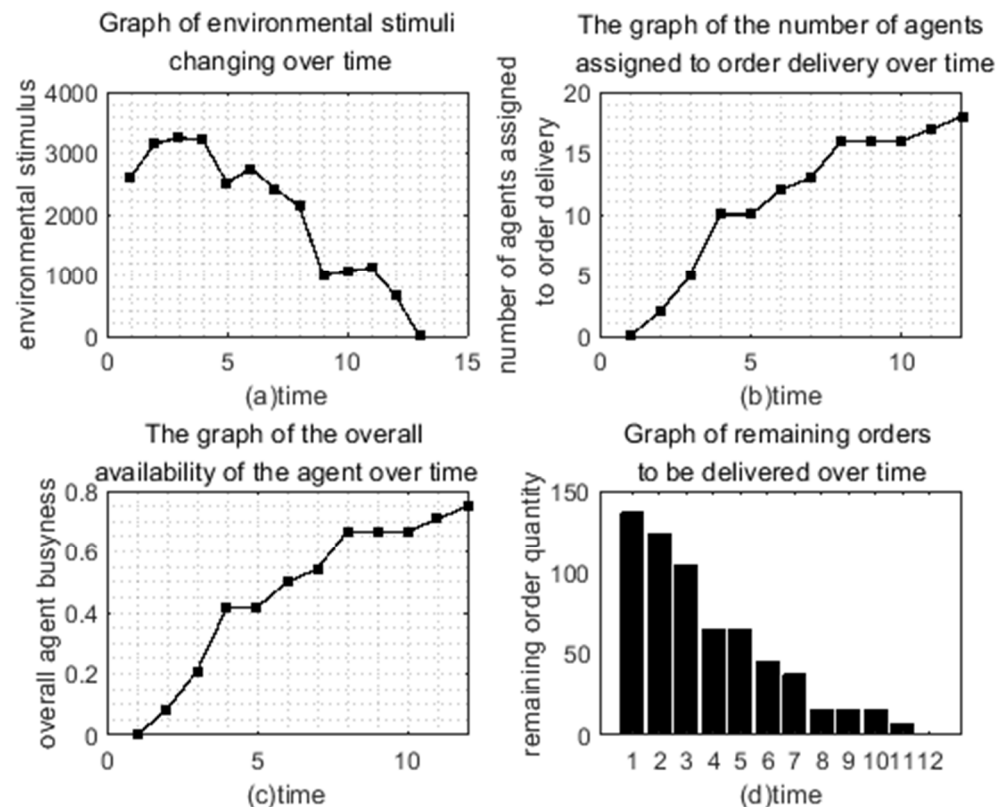 Graph of environmental stimuli
changing over time
environmental stimulus
4000
3000
2000
1000
0
0 5 10 15
(a)time
The graph of the number of agents
assigned to order delivery over time
number of agents assigned
to order delivery
20
15
10
5
0
0 5 10
(b)time
The graph of the overall
availability of the agent over time
overall agent busyness
0.8
0.6
0.4
0.2
0
0 5 10
(c)time
Graph of remaining orders
to be delivered over time
remaining order quantity
150
100
50
0
1 2 3 4 5 6 7 8 9 10 11 12
(d)time